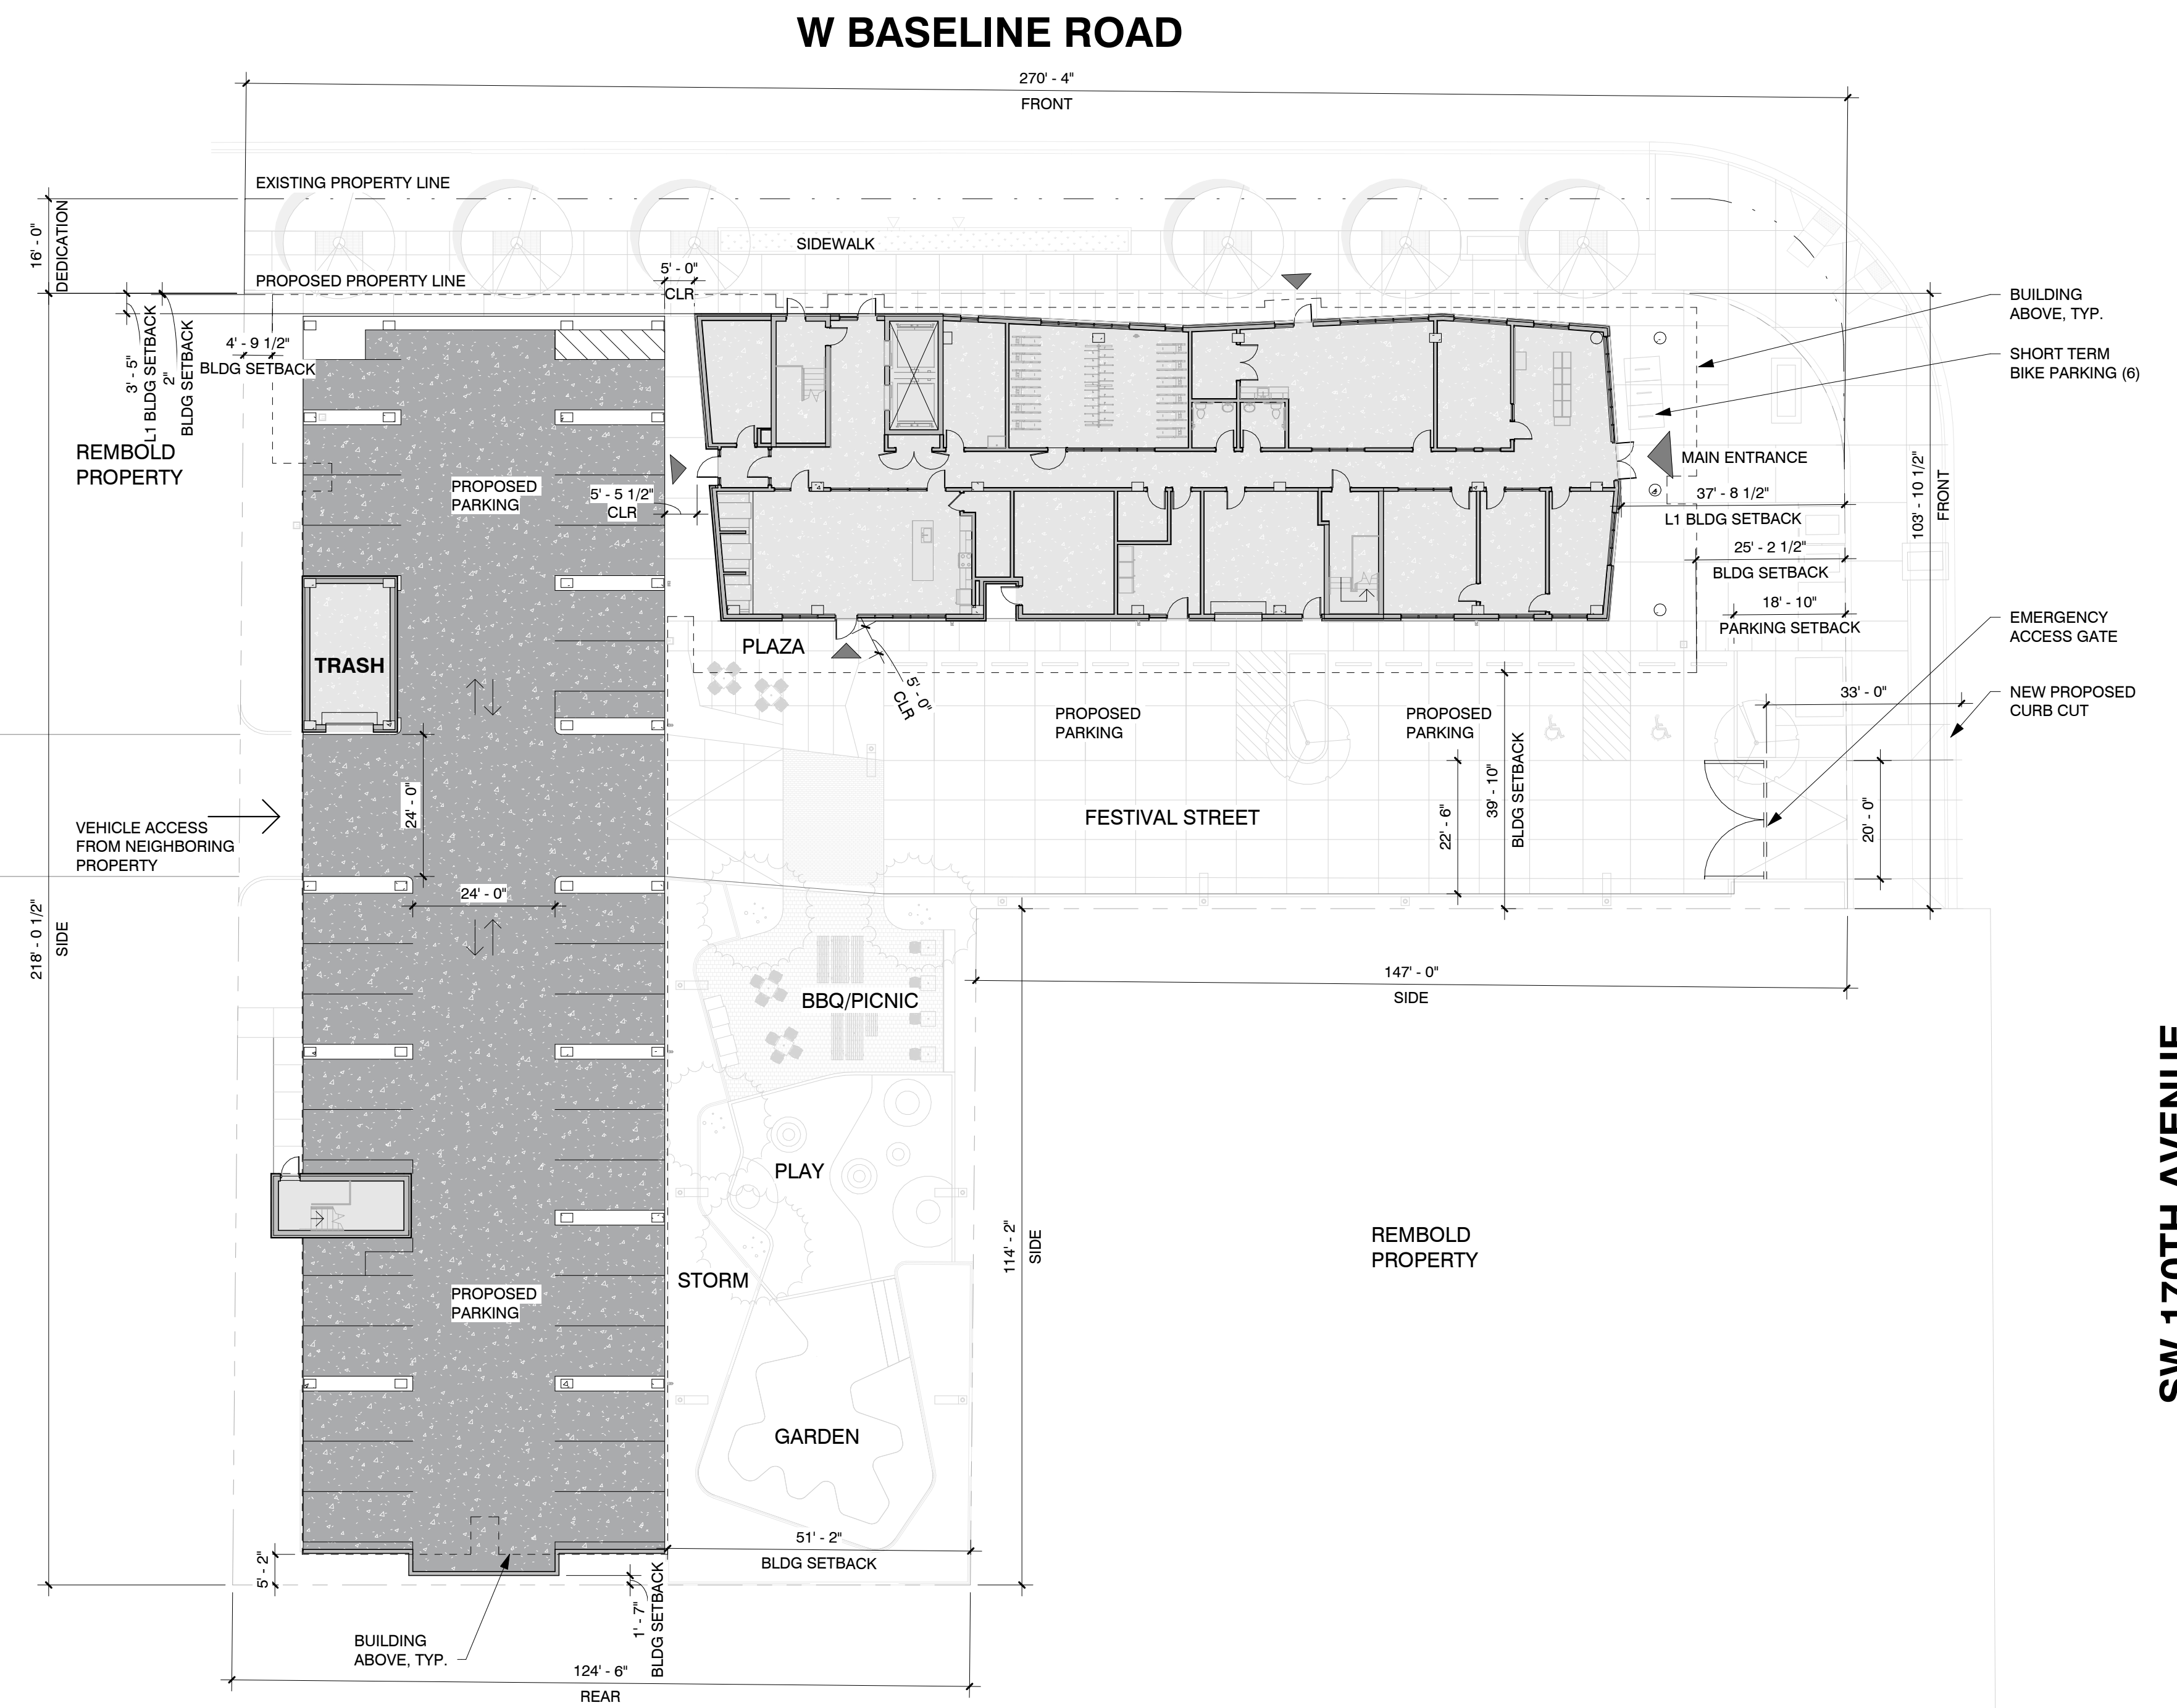 W BASELINE ROAD
270' - 4"
FRONT
EXISTING PROPERTY LINE
16' - 0"
DEDICATION
SIDEWALK
5' - 0"
CLR
PROPOSED PROPERTY LINE
3' - 5"
L1 BLDG SETBACK
2"
BLDG SETBACK
4' - 9 1/2"
BLDG SETBACK
BUILDING
ABOVE, TYP.
SHORT TERM
BIKE PARKING (6)
REMBOLD
PROPERTY
MAIN ENTRANCE
PROPOSED
PARKING
5' - 5 1/2"
CLR
37' - 8 1/2"
L1 BLDG SETBACK
103' - 10 1/2"
FRONT
25' - 2 1/2"
BLDG SETBACK
18' - 10"
PARKING SETBACK
EMERGENCY
ACCESS GATE
TRASH
PLAZA
5' - 0"
CLR
33' - 0"
NEW PROPOSED
CURB CUT
PROPOSED
PARKING
PROPOSED
PARKING
24' - 0"
FESTIVAL STREET
22' - 6"
39' - 10"
BLDG SETBACK
20' - 0"
VEHICLE ACCESS
FROM NEIGHBORING
PROPERTY
24' - 0"
218' - 0 1/2"
SIDE
147' - 0"
SIDE
BBQ/PICNIC
PLAY
114' - 2"
SIDE
REMBOLD
PROPERTY
SW 170TH AVENUE
STORM
PROPOSED
PARKING
GARDEN
51' - 2"
BLDG SETBACK
5' - 2"
1' - 7"
BLDG SETBACK
BUILDING
ABOVE, TYP.
124' - 6"
REAR